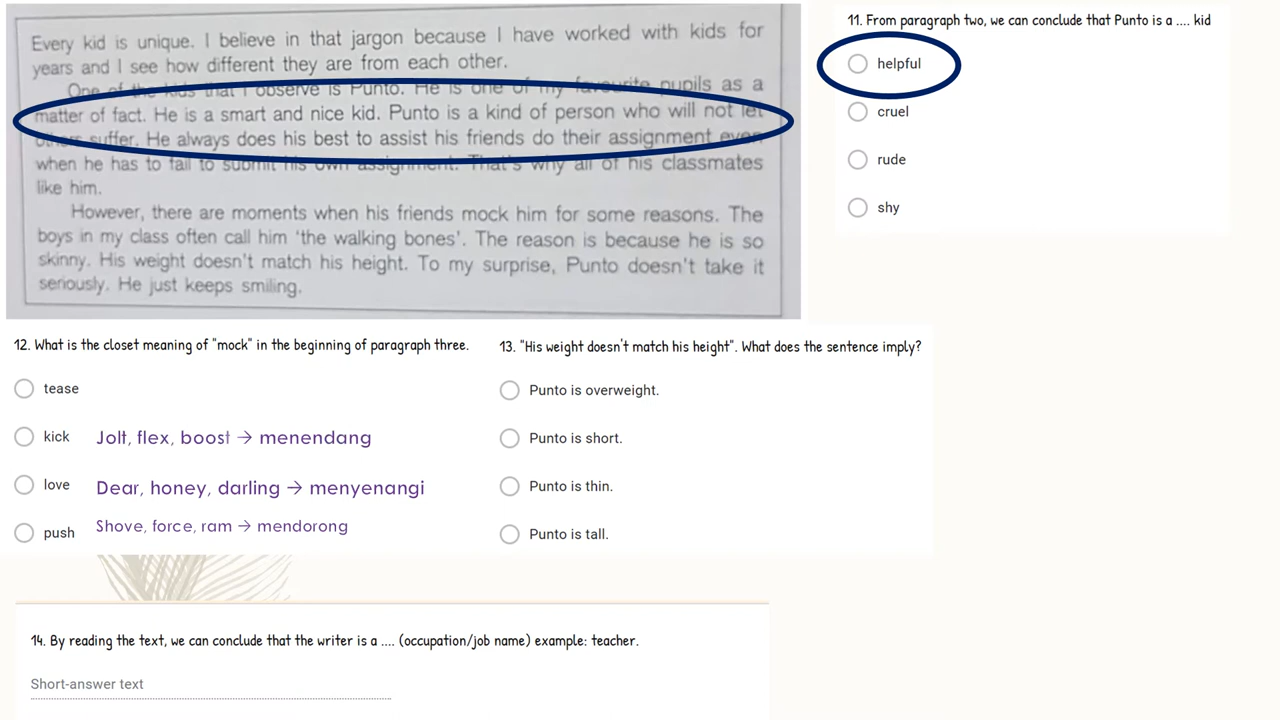 Every kid is unique. I believe in that jargon because I have worked with kids for
years and I see how different they are from each other.
One of the kids that I observe is Punto. He is one of my favourite pupils as a
matter of fact. He is a smart and nice kid. Punto is a kind of person who will not let
others suffer. He always does his best to assist his friends do their assignment even
when he has to fail to submit his own assignment. That's why all of his classmates
like him.
However, there are moments when his friends mock him for some reasons. The
boys in my class often call him 'the walking bones'. The reason is because he is so
skinny. His weight doesn't match his height. To my surprise, Punto doesn't take it
seriously. He just keeps smiling.
11. From paragraph two, we can conclude that Punto is a .... kid
helpful
cruel
rude
shy
12. What is the closet meaning of "mock" in the beginning of paragraph three.
tease
kick Jolt, flex, boost → menendang
love Dear, honey, darling → menyenangi
push Shove, force, ram → mendorong
13. "His weight doesn't match his height". What does the sentence imply?
Punto is overweight.
Punto is short.
Punto is thin.
Punto is tall.
14. By reading the text, we can conclude that the writer is a .... (occupation/job name) example: teacher.
Short-answer text